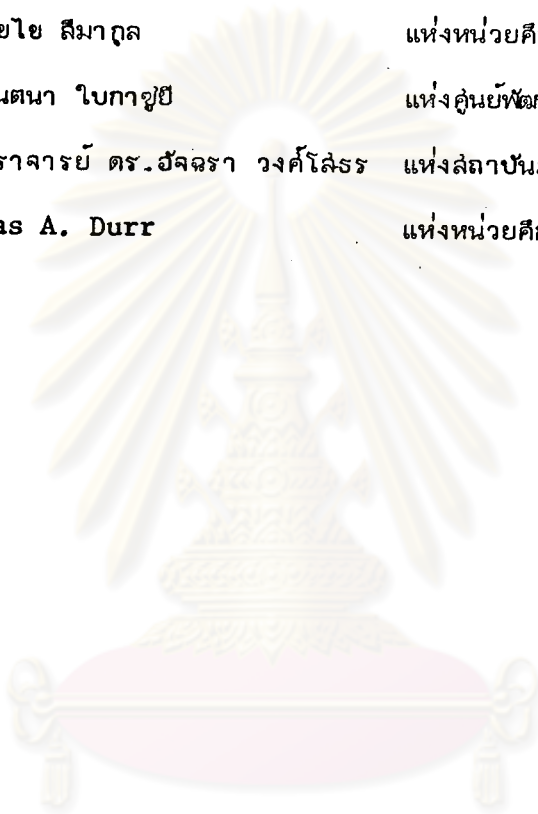 ยไย ลีมากูล แห่งหน่วยศึ
นตนา ใบกาซูยี แห่งศูนย์พัฒ
ราจารย์ ดร.อัจฉรา วงศ์โสธร แห่งสถาบัน
as A. Durr แห่งหน่วยศึ